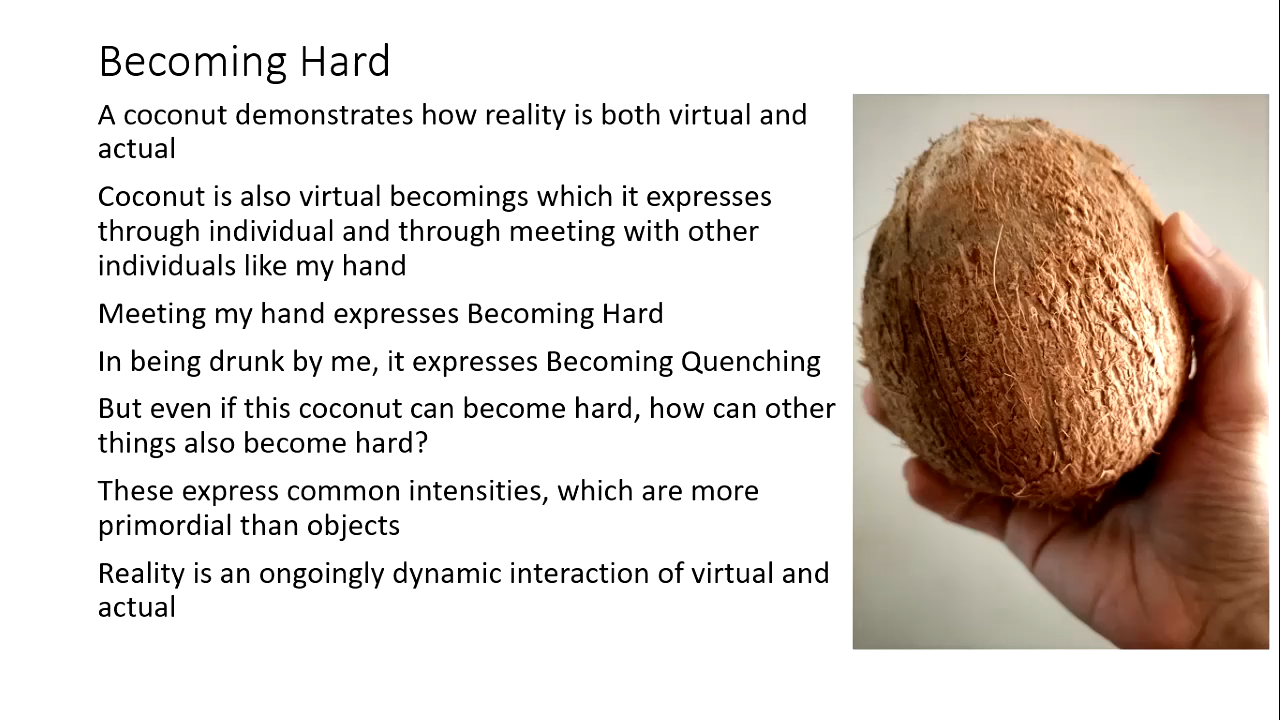 Becoming Hard
A coconut demonstrates how reality is both virtual and
actual
Coconut is also virtual becomings which it expresses
through individual and through meeting with other
individuals like my hand
Meeting my hand expresses Becoming Hard
In being drunk by me, it expresses Becoming Quenching
But even if this coconut can become hard, how can other
things also become hard?
These express common intensities, which are more
primordial than objects
Reality is an ongoingly dynamic interaction of virtual and
actual